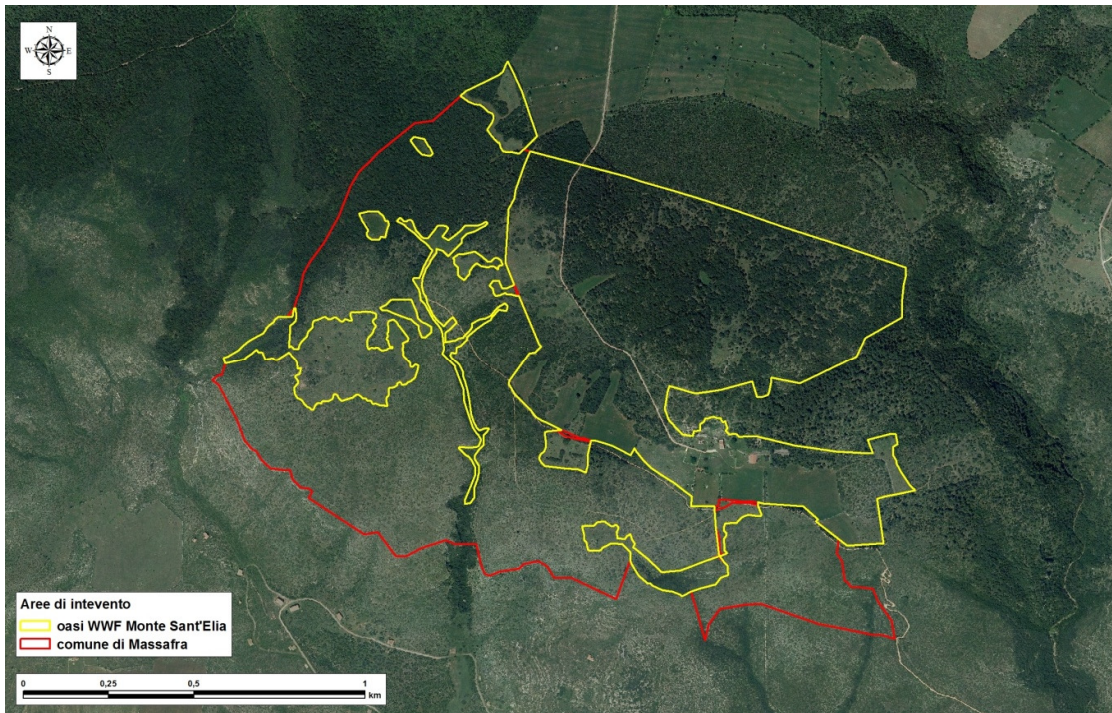 N
W E
S
Aree di intevento
oasi WWF Monte Sant'Elia
comune di Massafra
0 0,25 0,5 1
km